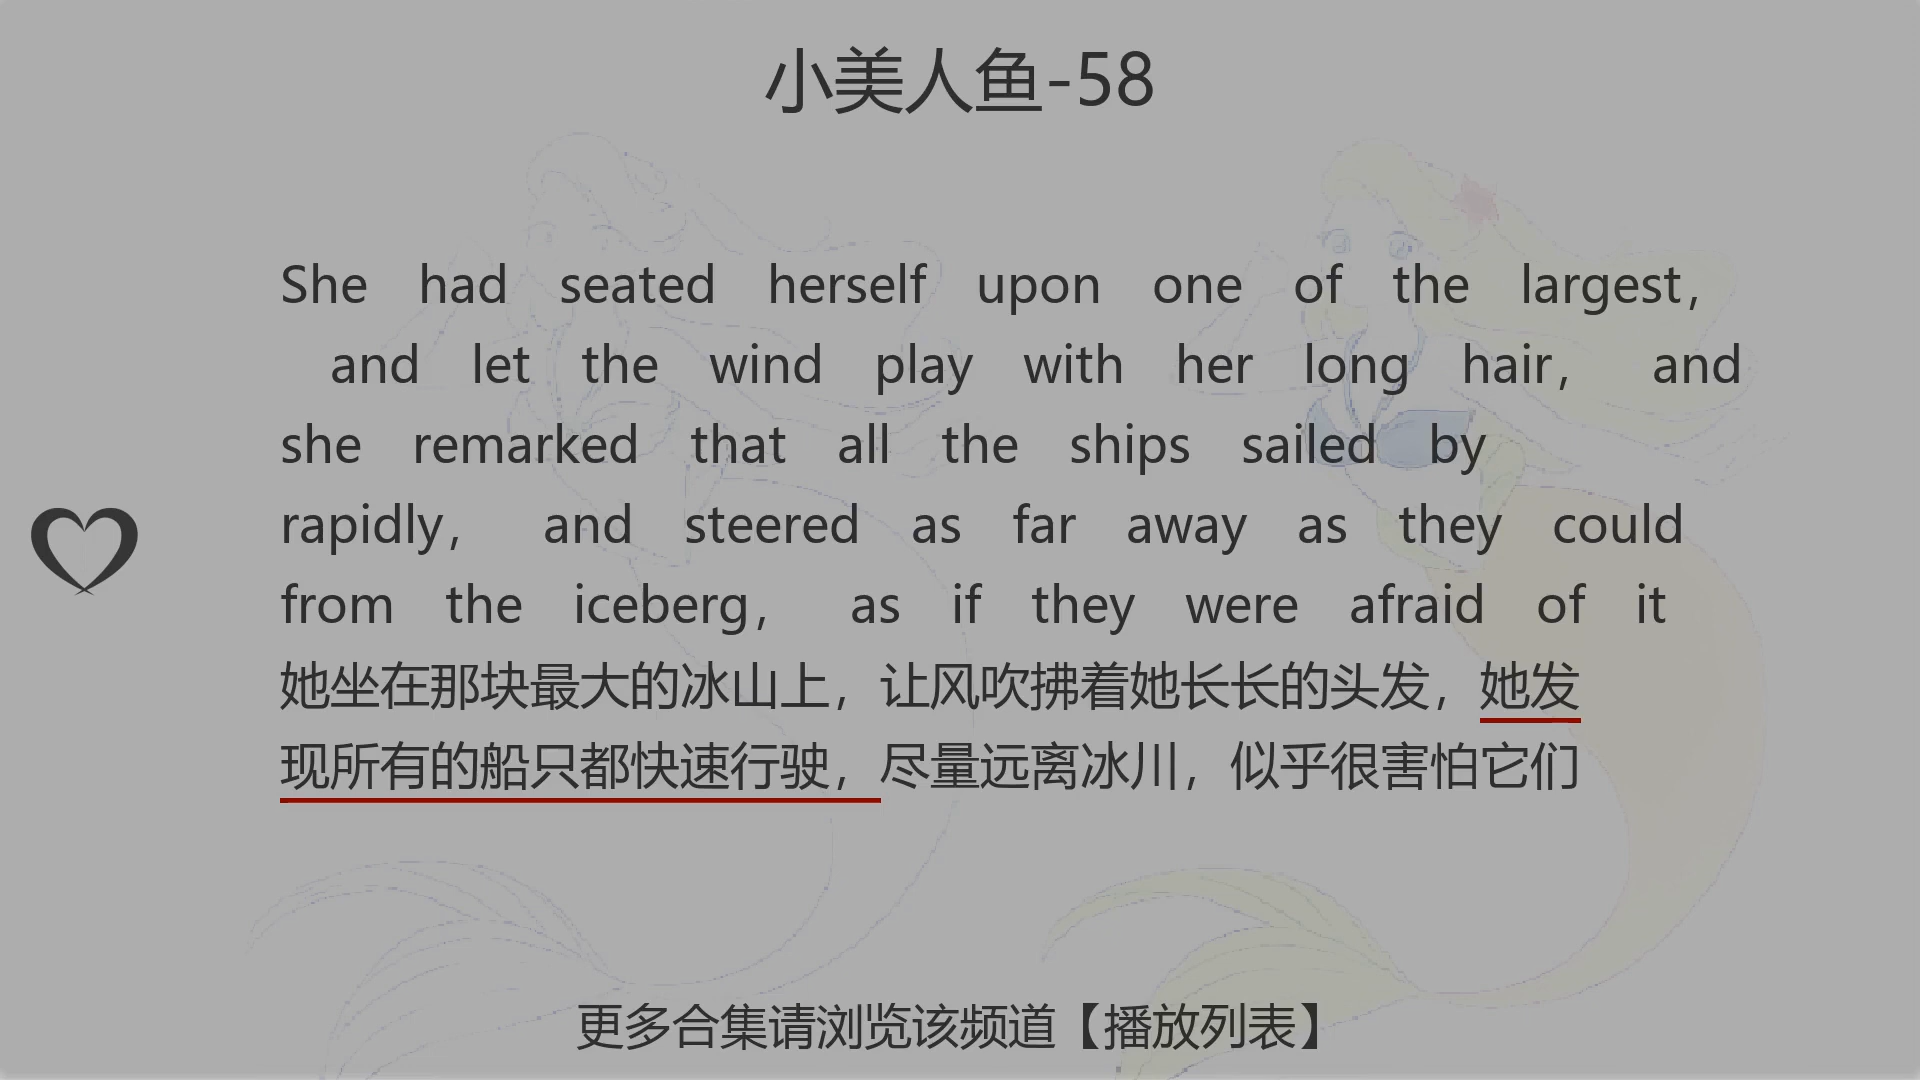 小美人鱼-58
She had seated herself upon one of the largest,
and let the wind play with her long hair, and
she remarked that all the ships sailed by
rapidly, and steered as far away as they could
from the iceberg, as if they were afraid of it
她坐在那块最大的冰山上，让风吹拂着她长长的头发，她发
现所有的船只都快速行驶，尽量远离冰川，似乎很害怕它们
更多合集请浏览该频道【播放列表】